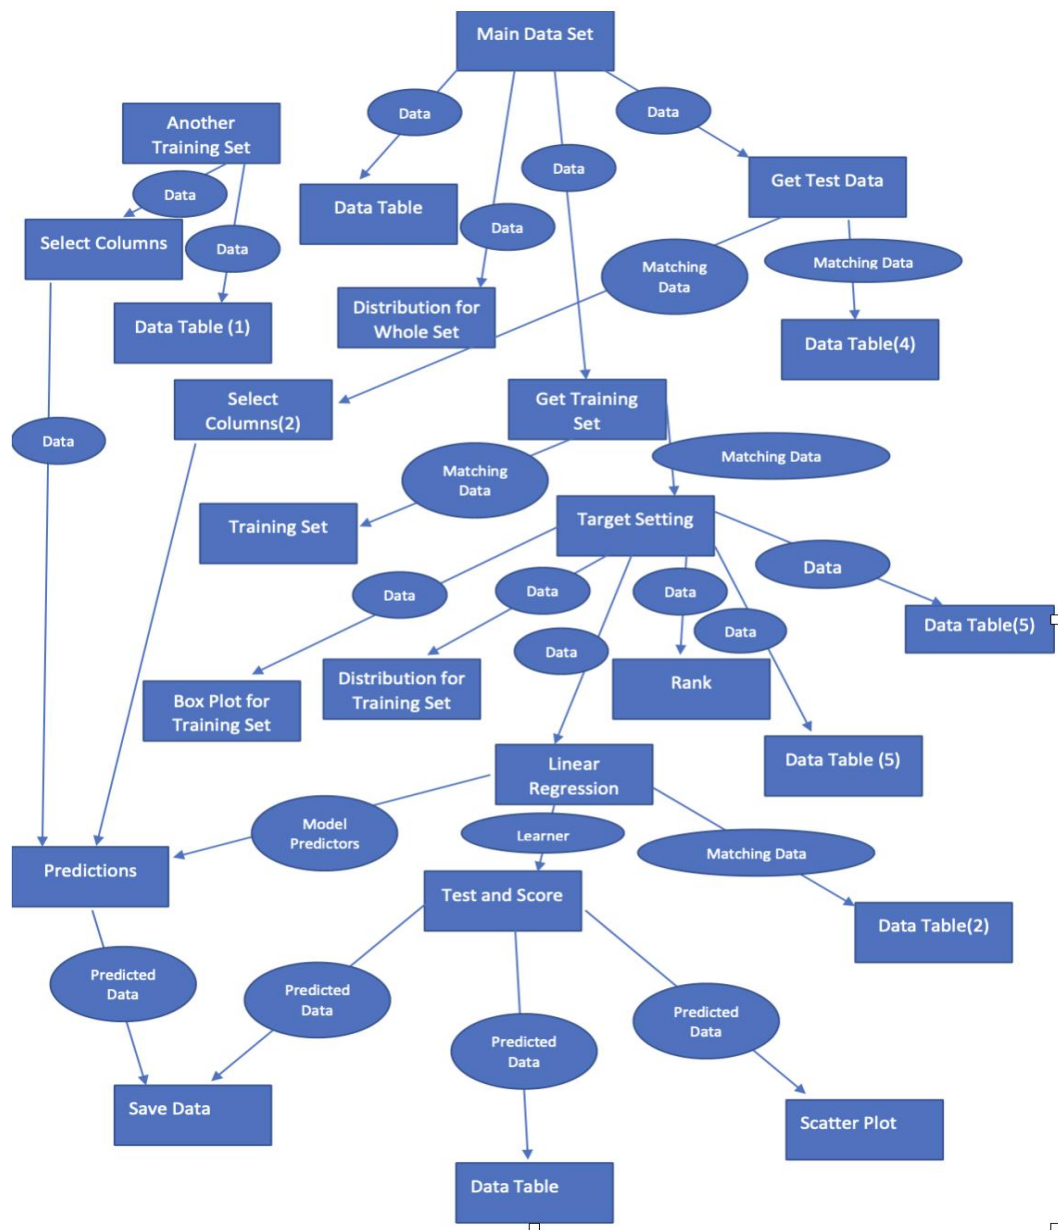 Main Data Set
Data
Data
Another
Training Set
Data
Data
Get Test Data
Data
Data Table
Data
Select Columns
Data
Matching Data
Matching
Data
Distribution for
Whole Set
Data Table (1)
Data Table(4)
Select
Columns(2)
Get Training
Set
Data
Matching Data
Matching
Data
Training Set
Target Setting
Data
Data
Data
Data
Data
Data
Data Table(5)
Rank
Distribution for
Training Set
Box Plot for
Training Set
Data Table (5)
Linear
Regression
Model
Predictors
Learner
Matching Data
Predictions
Test and Score
Data Table(2)
Predicted
Data
Predicted
Data
Predicted
Data
Predicted
Data
Save Data
Scatter Plot
Data Table